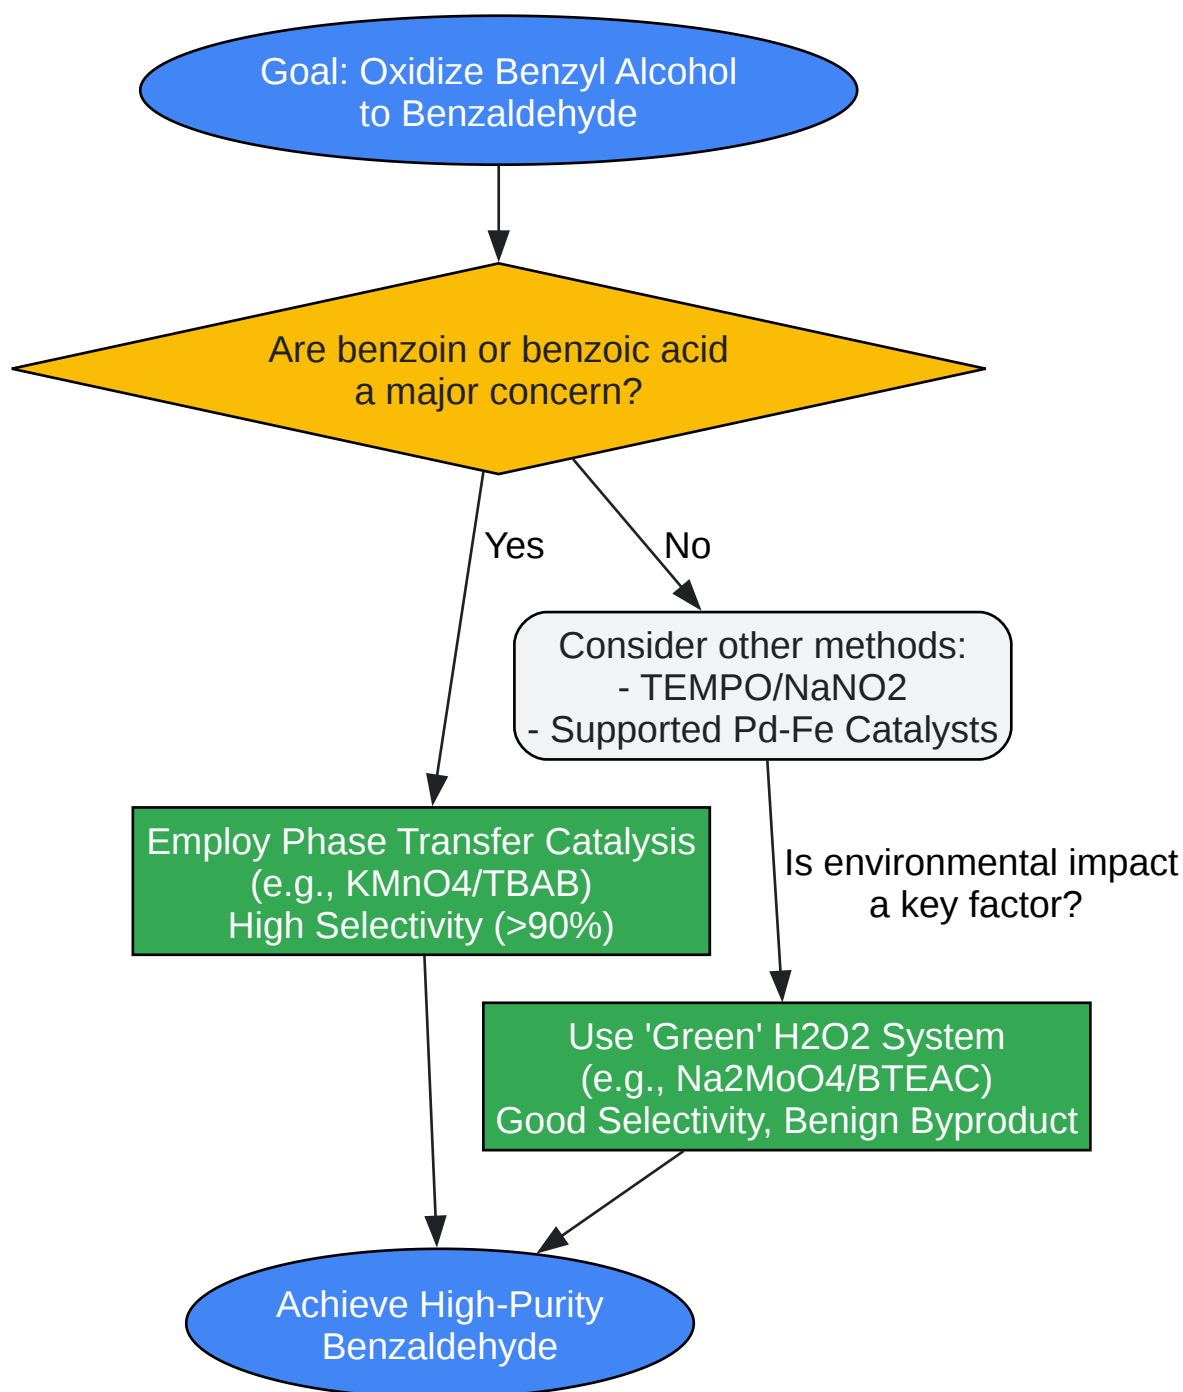 Goal: Oxidize Benzyl Alcohol
to Benzaldehyde
Are benzoin or benzoic acid
a major concern?
Yes
No
Consider other methods:
- TEMPO/NaNO2
- Supported Pd-Fe Catalysts
Employ Phase Transfer Catalysis
(e.g., KMnO4/TBAB)
High Selectivity (>90%)
Is environmental impact
a key factor?
Use 'Green' H2O2 System
(e.g., Na2MoO4/BTEAC)
Good Selectivity, Benign Byproduct
Achieve High-Purity
Benzaldehyde